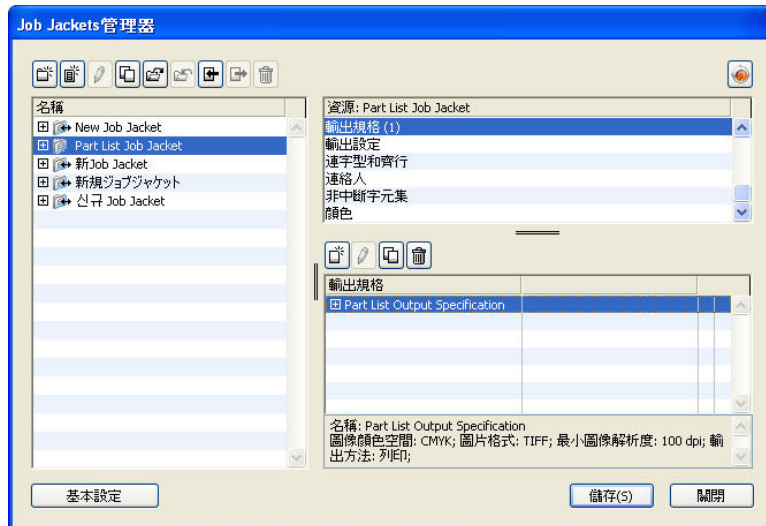 Job Jackets管理器
名稱
New Job Jacket
Part List Job Jacket
新Job Jacket
新規ジョブジャケット
신규 Job Jacket
資源: Part List Job Jacket
輸出規格 (1)
輸出設定
連字型和齊行
連絡人
非中斷字元集
顏色
輸出規格
Part List Output Specification
名稱: Part List Output Specification
圖像顏色空間: CMYK; 圖片格式: TIFF; 最小圖像解析度: 100 dpi; 輸
出方法: 列印;
基本設定
儲存(S)
關閉